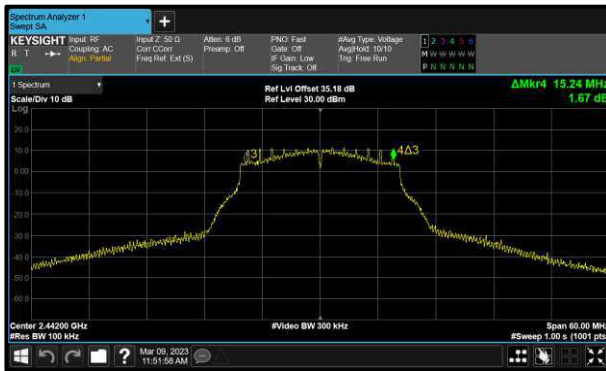 Spectrum Analyzer 1
Swept SA
KEYSIGHT Input: RF Input Z: 50 Ω Atten: 6 dB PNO: Fast #Avg Type: Voltage 1 2 3 4 5 6
R T Coupling: AC Corr CCorr Preamp: Off Gate: Off Avg|Hold: 10/10 M W W W W W
Align: Partial Freq Ref: Ext (S) IF Gain: Low Trig: Free Run
Sig Track: Off P N N N N N
1 Spectrum Ref Lvl Offset 35.18 dB ΔMkr4 15.24 MHz
Scale/Div 10 dB Ref Level 30.00 dBm 1.67 dB
Log
20.0
10.0
3 4Δ3
0.00
-10.0
-20.0
-30.0
-40.0
-50.0
-60.0
Center 2.44200 GHz #Video BW 300 kHz Span 60.00 MHz
#Res BW 100 kHz #Sweep 1.00 s (1001 pts)
? Mar 09, 2023
11:51:58 AM